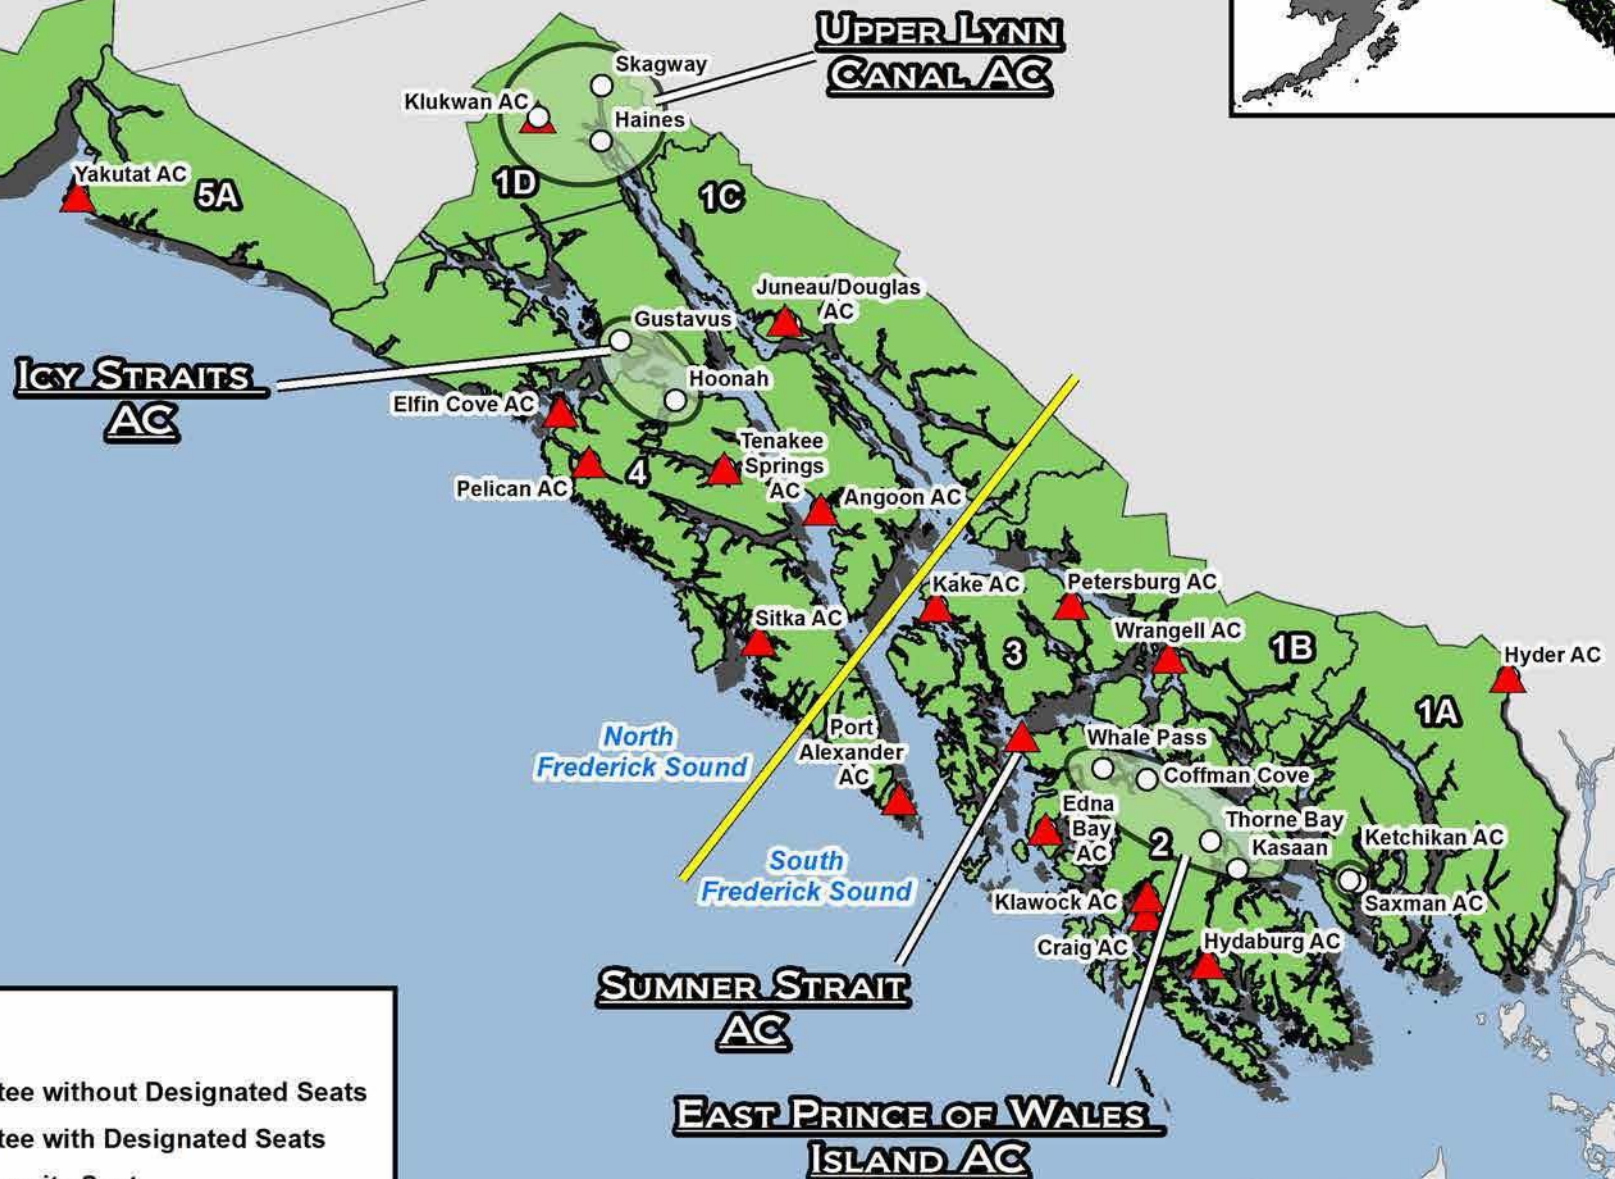 UPPER LYNN
CANAL AC
Skagway
Klukwan AC
Haines
Yakutat AC
5A
1D
1C
Juneau/Douglas
AC
Gustavus
ICY STRAITS
AC
Hoonah
Elfin Cove AC
Tenakee
Springs
AC
4
Pelican AC
Angoon AC
Kake AC
Petersburg AC
Sitka AC
Wrangell AC
3
1B
Hyder AC
1A
North
Frederick Sound
Port
Alexander
AC
Whale Pass
Coffman Cove
Edna
Bay
AC
Thorne Bay
Kasaan
2
Ketchikan AC
South
Frederick Sound
Klawock AC
Saxman AC
Craig AC
Hydaburg AC
SUMNER STRAIT
AC
EAST PRINCE OF WALES
ISLAND AC
tee without Designated Seats
tee with Designated Seats